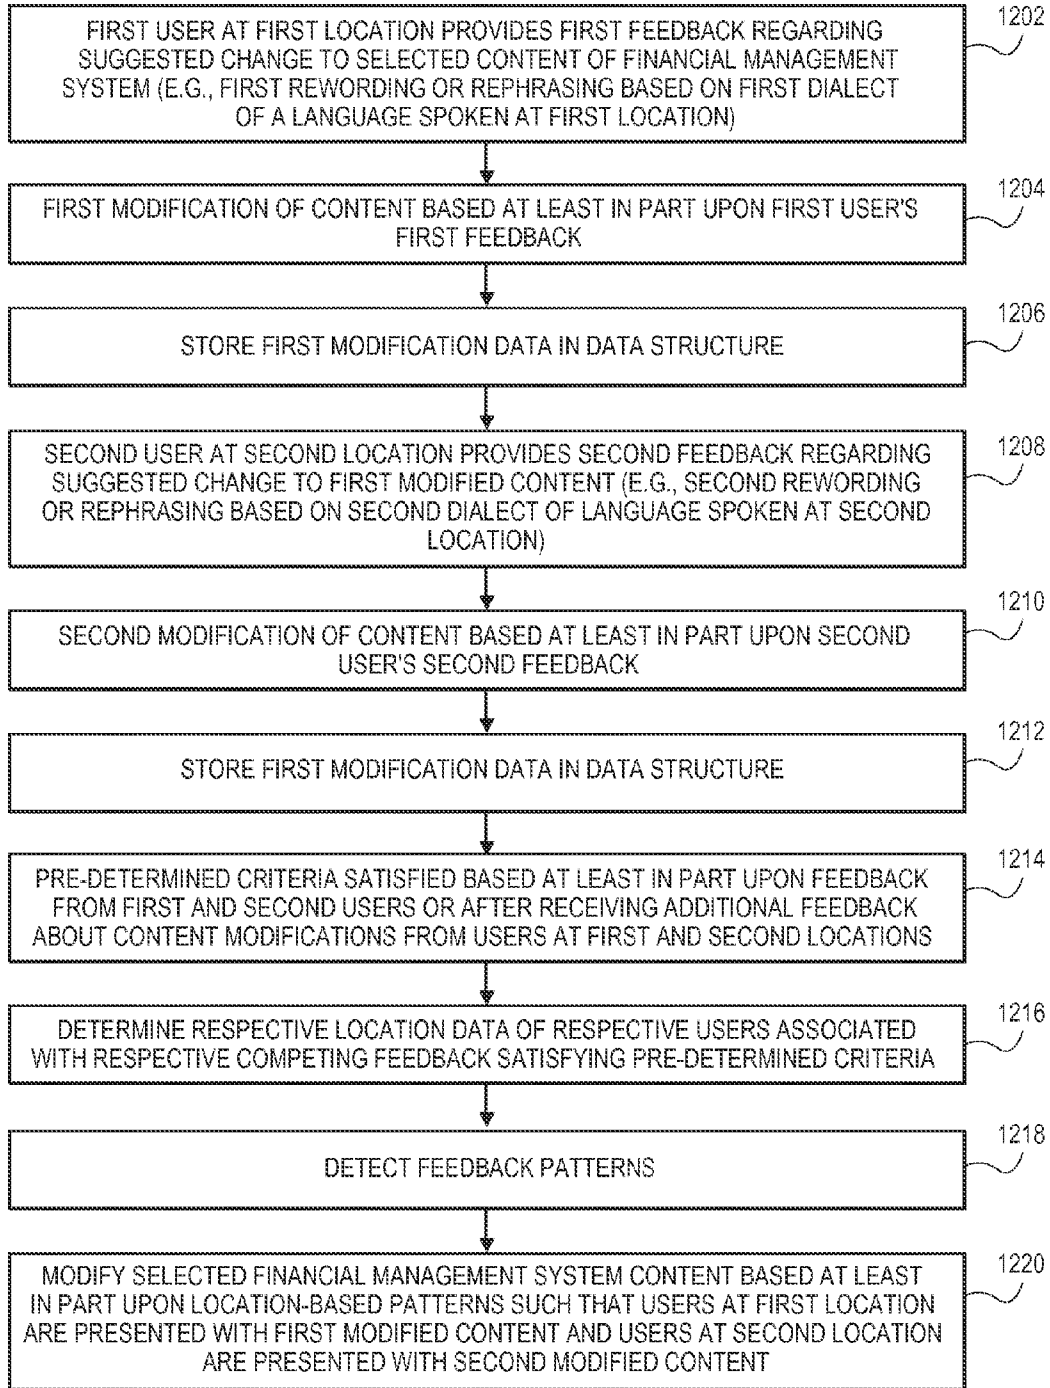 1202
FIRST USER AT FIRST LOCATION PROVIDES FIRST FEEDBACK REGARDING
SUGGESTED CHANGE TO SELECTED CONTENT OF FINANCIAL MANAGEMENT
SYSTEM (E.G., FIRST REWORDING OR REPHRASING BASED ON FIRST DIALECT
OF A LANGUAGE SPOKEN AT FIRST LOCATION)
1204
FIRST MODIFICATION OF CONTENT BASED AT LEAST IN PART UPON FIRST USER'S
FIRST FEEDBACK
1206
STORE FIRST MODIFICATION DATA IN DATA STRUCTURE
1208
SECOND USER AT SECOND LOCATION PROVIDES SECOND FEEDBACK REGARDING
SUGGESTED CHANGE TO FIRST MODIFIED CONTENT (E.G., SECOND REWORDING
OR REPHRASING BASED ON SECOND DIALECT OF LANGUAGE SPOKEN AT SECOND
LOCATION)
1210
SECOND MODIFICATION OF CONTENT BASED AT LEAST IN PART UPON SECOND
USER'S SECOND FEEDBACK
1212
STORE FIRST MODIFICATION DATA IN DATA STRUCTURE
1214
PRE-DETERMINED CRITERIA SATISFIED BASED AT LEAST IN PART UPON FEEDBACK
FROM FIRST AND SECOND USERS OR AFTER RECEIVING ADDITIONAL FEEDBACK
ABOUT CONTENT MODIFICATIONS FROM USERS AT FIRST AND SECOND LOCATIONS
1216
DETERMINE RESPECTIVE LOCATION DATA OF RESPECTIVE USERS ASSOCIATED
WITH RESPECTIVE COMPETING FEEDBACK SATISFYING PRE-DETERMINED CRITERIA
1218
DETECT FEEDBACK PATTERNS
1220
MODIFY SELECTED FINANCIAL MANAGEMENT SYSTEM CONTENT BASED AT LEAST
IN PART UPON LOCATION-BASED PATTERNS SUCH THAT USERS AT FIRST LOCATION
ARE PRESENTED WITH FIRST MODIFIED CONTENT AND USERS AT SECOND LOCATION
ARE PRESENTED WITH SECOND MODIFIED CONTENT